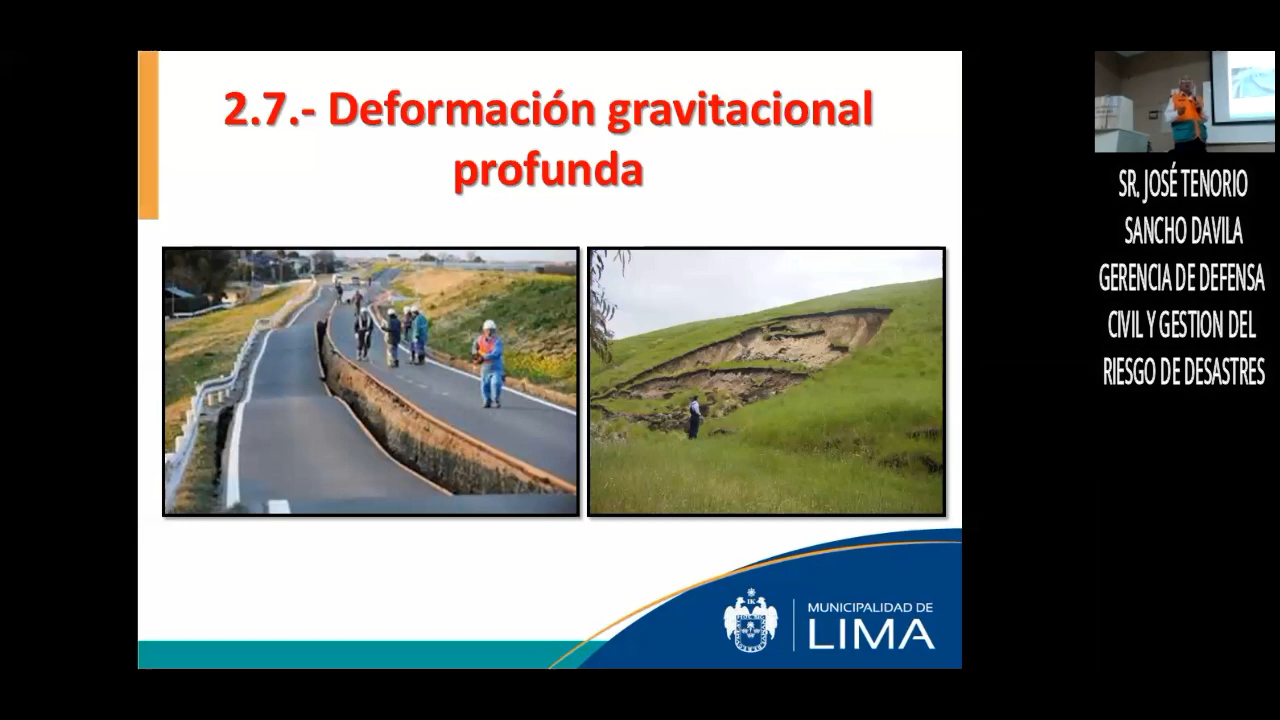 2.7.- Deformación gravitacional
profunda
MUNICIPALIDAD DE
LIMA
SR. JOSÉ TENORIO
SANCHO DAVILA
GERENCIA DE DEFENSA
CIVIL Y GESTION DEL
RIESGO DE DESASTRES